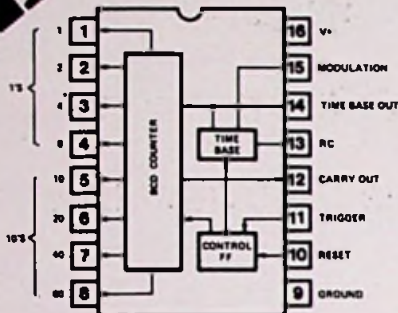 1 1 16 V+
2 2 15 MODULATION
1'S
4 3 14 TIME BASE OUT
8 4 TIME BASE 13 RC
BCD COUNTER
10 5 12 CARRY OUT
20 6 11 TRIGGER
10'S
40 7 CONTROL FF 10 RESET
80 8 9 GROUND